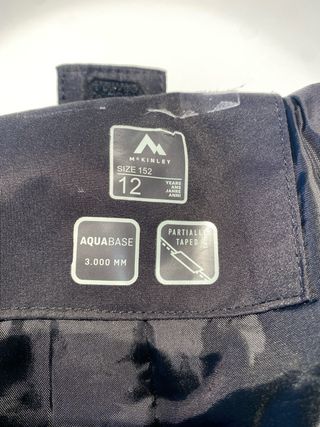 McKINLEY
SIZE 152
12
YEARS
ANS
JAHRE
ANNI
AQUABASE
3.000 MM
PARTIALLY
TAPED